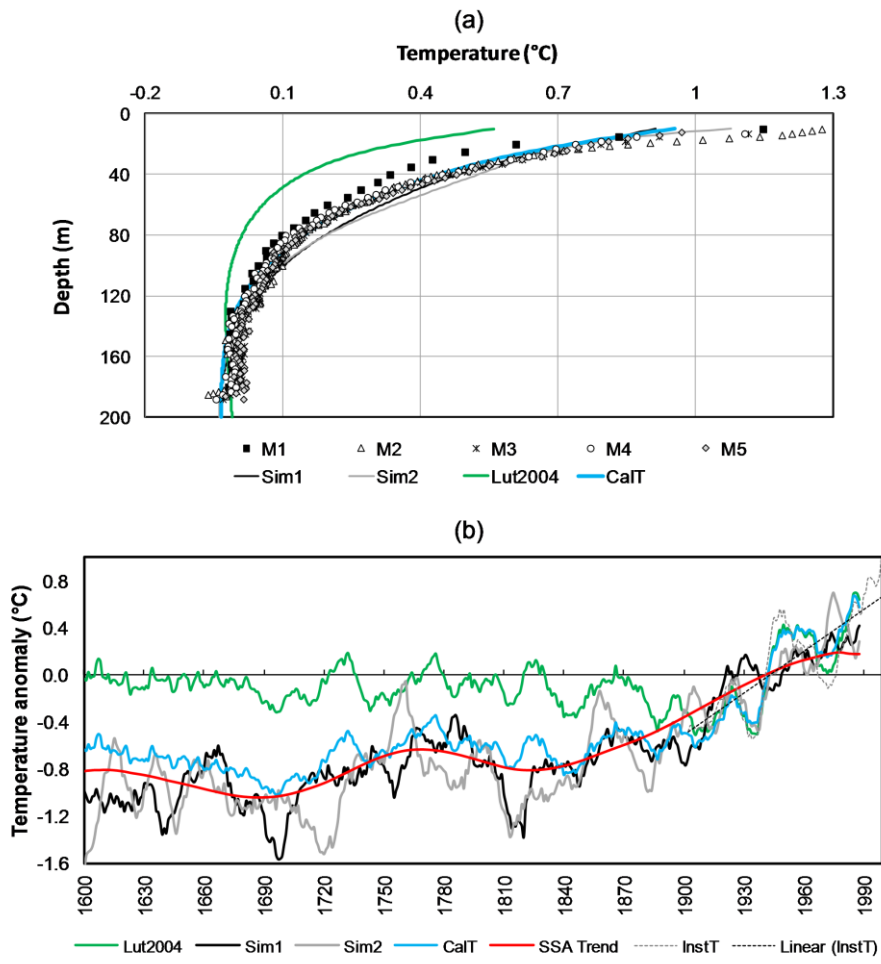 (a)
Temperature (°C)
-0.2 0.1 0.4 0.7 1 1.3
0
40
80
120
160
200
Depth (m)
M1 M2 M3 M4 M5
Sim1 Sim2 Lut2004 CalT
(b)
Temperature anomaly (°C)
0.8
0.4
0.0
-0.4
-0.8
-1.2
-1.6
1600 1630 1660 1690 1720 1750 1780 1810 1840 1870 1900 1930 1960 1990
Lut2004 Sim1 Sim2 CalT SSA Trend InstT Linear (InstT)